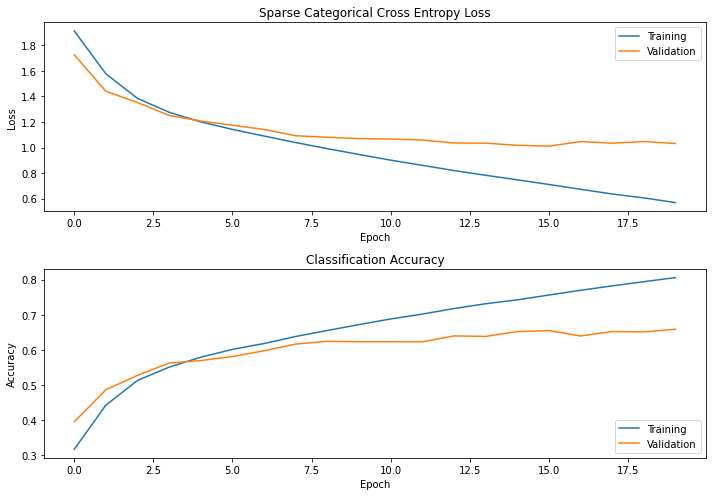 Sparse Categorical Cross Entropy Loss
1.8
1.6
1.4
1.2
1.0
0.8
0.6
Loss
Training
Validation
0.0 2.5 5.0 7.5 10.0 12.5 15.0 17.5
Epoch
Classification Accuracy
0.8
0.7
0.6
0.5
0.4
0.3
Accuracy
Training
Validation
0.0 2.5 5.0 7.5 10.0 12.5 15.0 17.5
Epoch